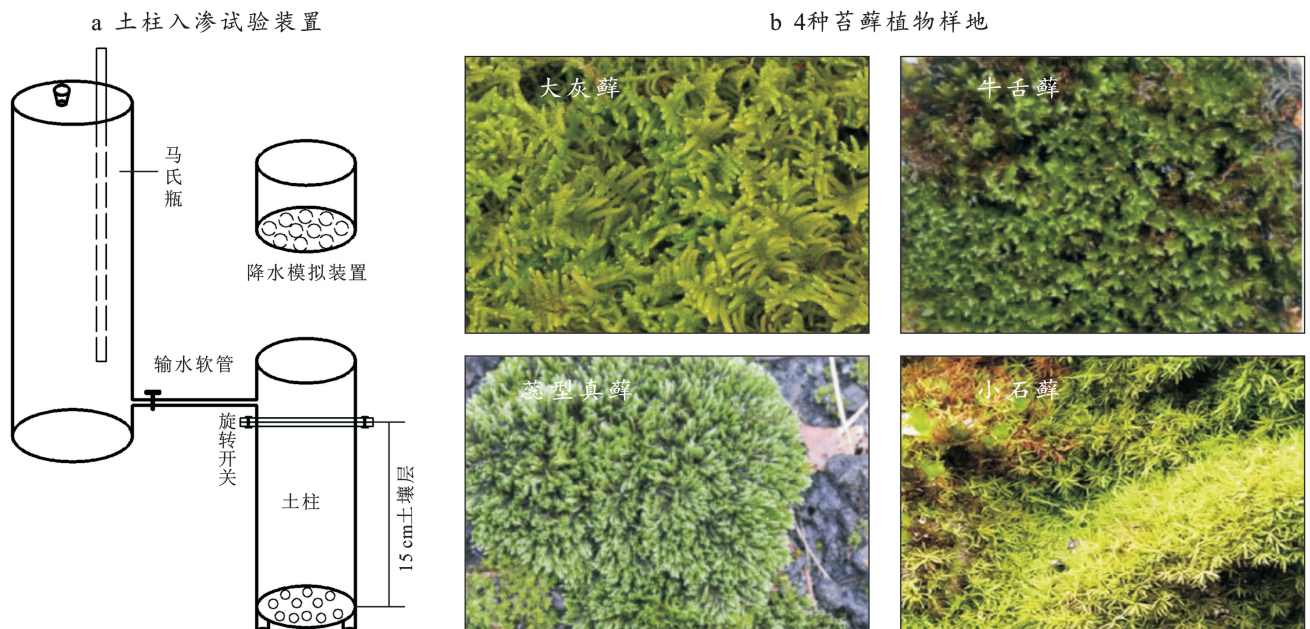 a 土柱入渗试验装置
马氏瓶
降水模拟装置
输水软管
旋转开关
土柱
15 cm土壤层
b 4种苔藓植物样地
大灰藓
牛舌藓
蕊型真藓
小石藓